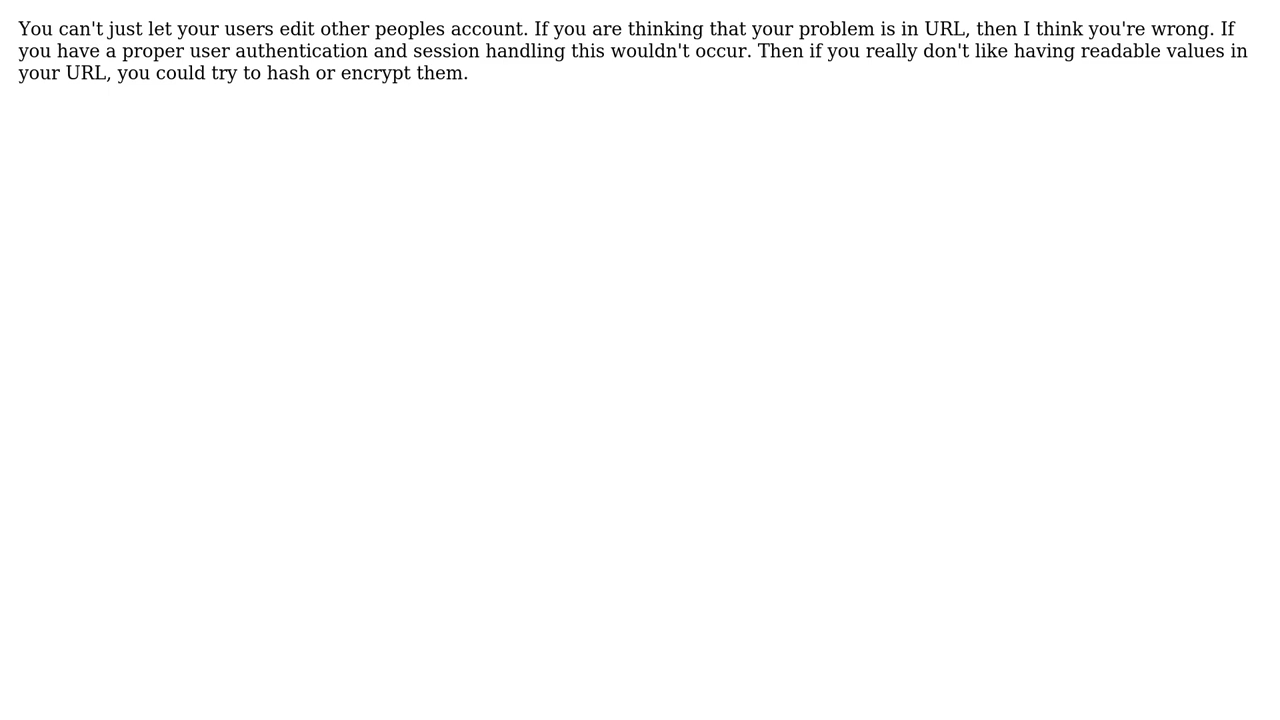 You can't just let your users edit other peoples account. If you are thinking that your problem is in URL, then I think you're wrong. If
you have a proper user authentication and session handling this wouldn't occur. Then if you really don't like having readable values in
your URL, you could try to hash or encrypt them.